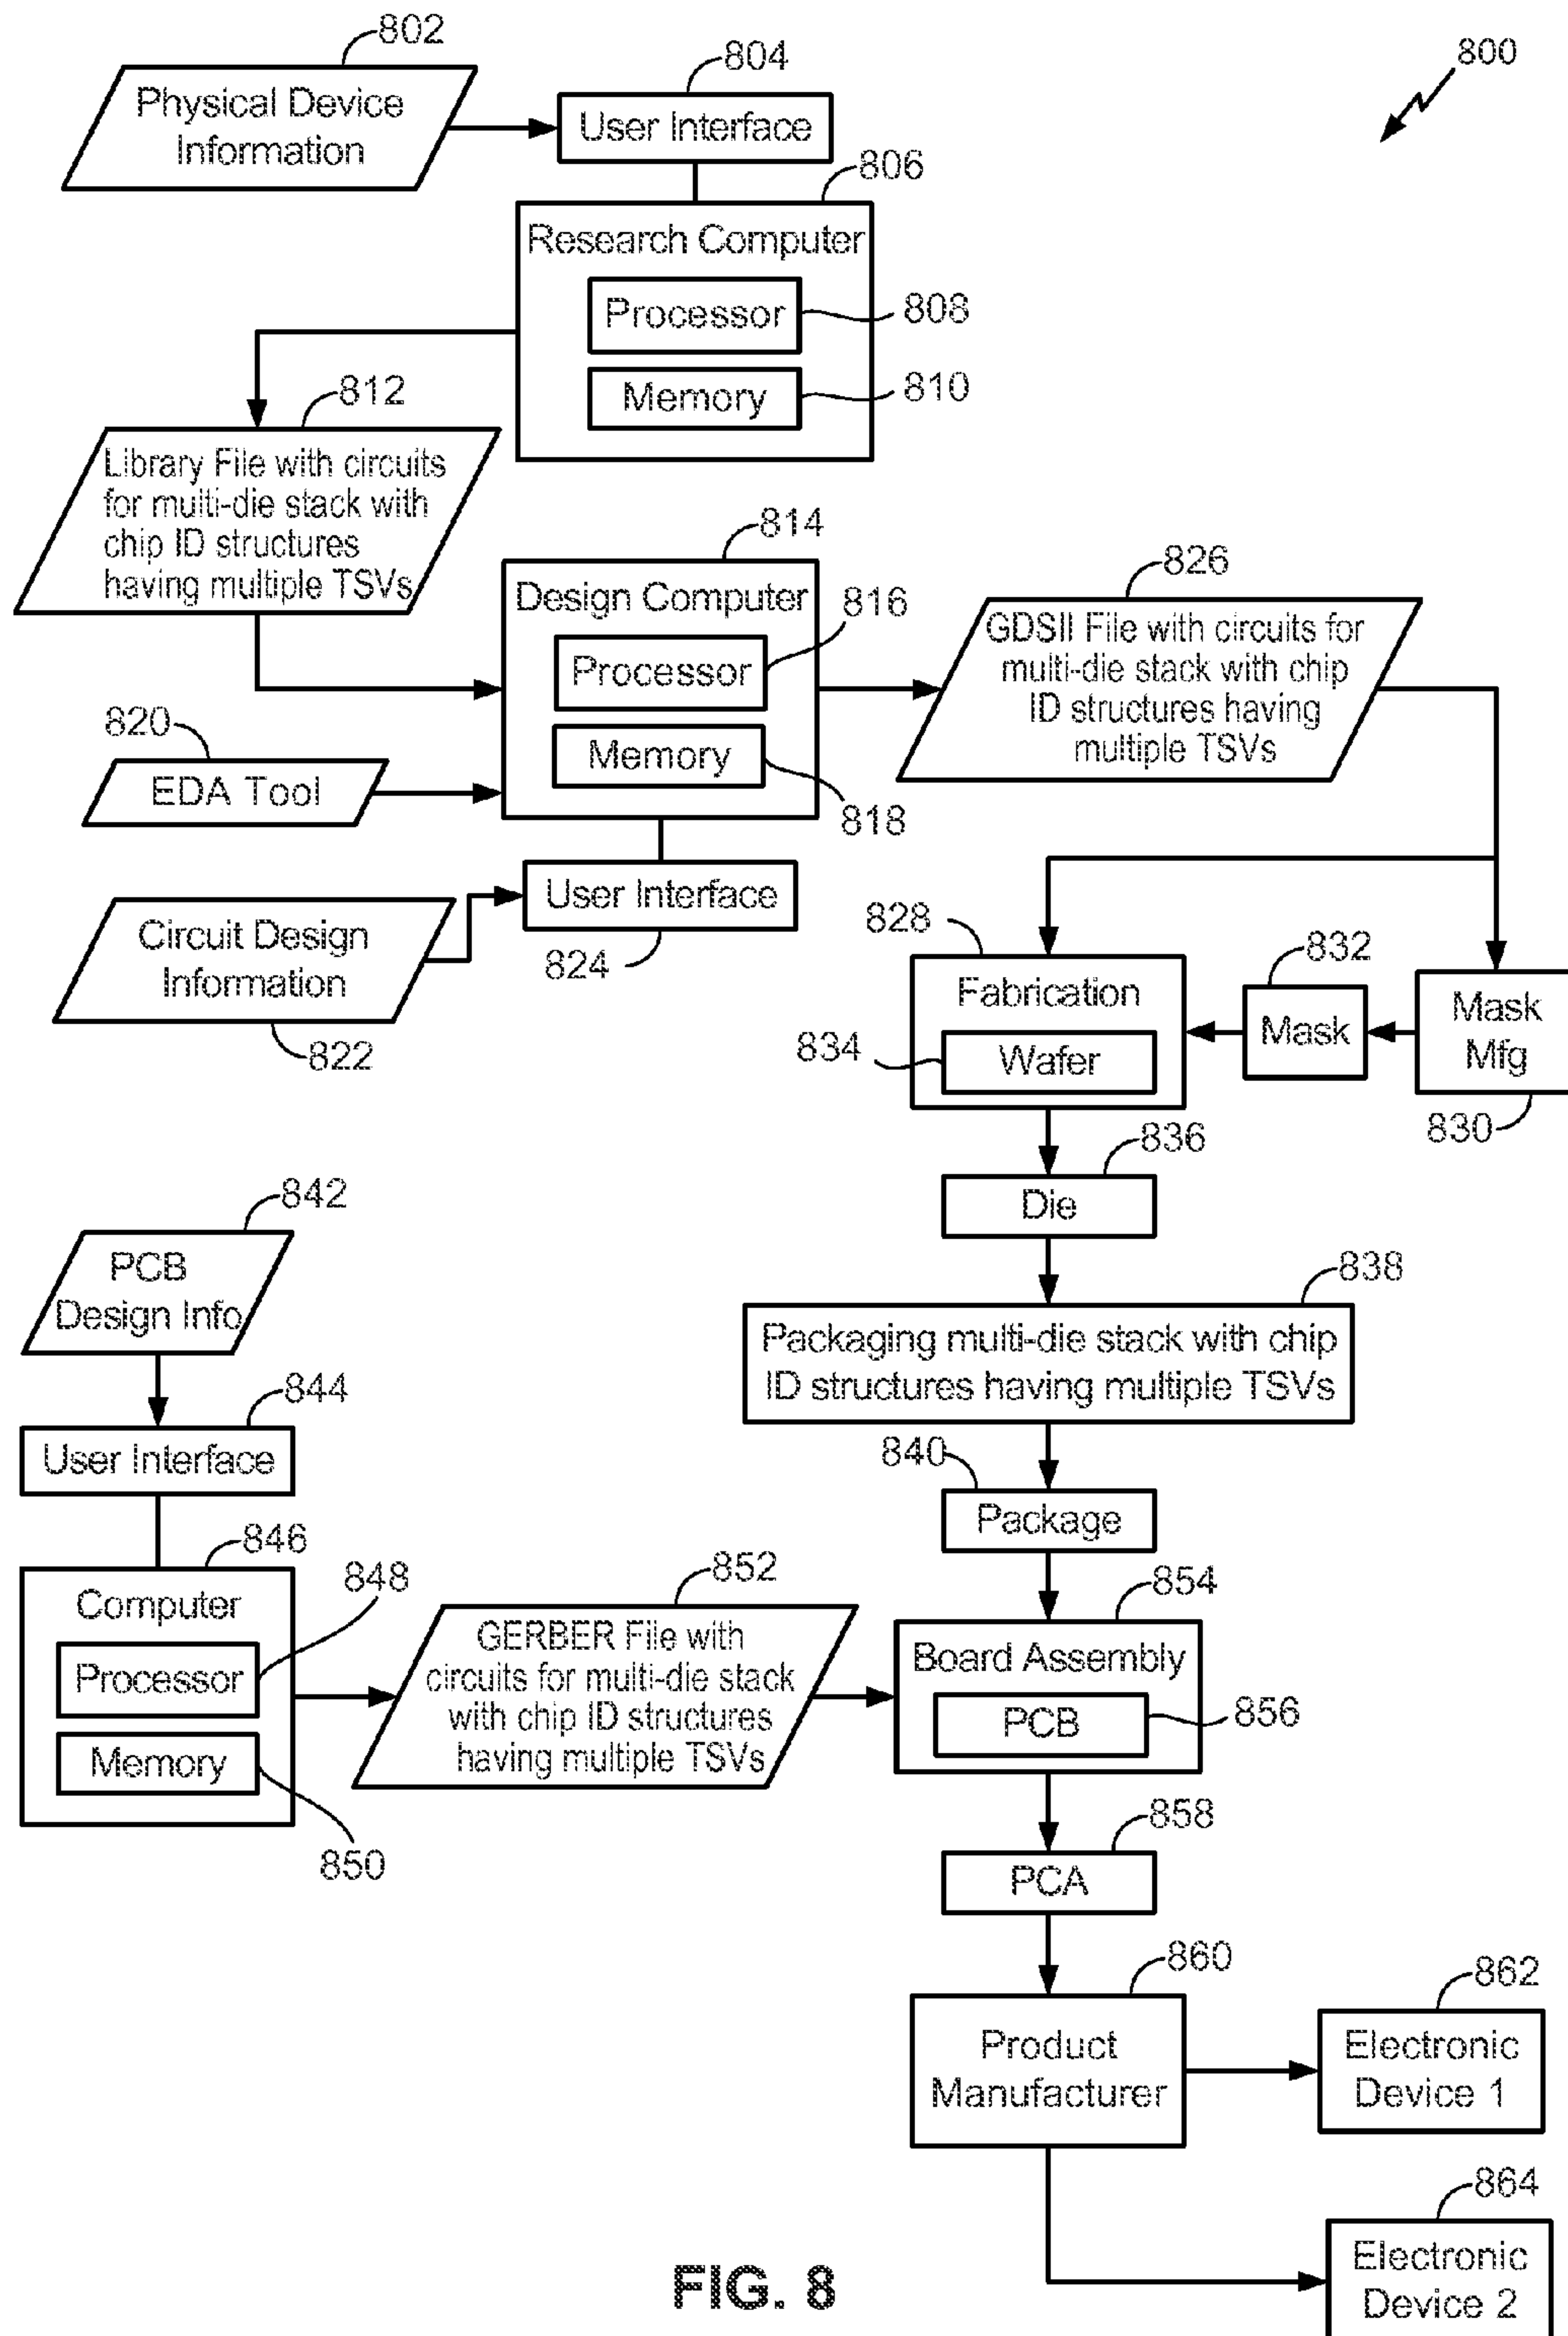 802
804
800
Physical Device
Information
User Interface
806
Research Computer
Processor
808
Memory
810
812
Library File with circuits
for multi-die stack with
chip ID structures
having multiple TSVs
814
Design Computer
816
Processor
Memory
818
826
GDSII File with circuits for
multi-die stack with chip
ID structures having
multiple TSVs
820
EDA Tool
User Interface
824
Circuit Design
Information
822
828
Fabrication
834
Wafer
832
Mask
Mask
Mfg
830
836
Die
838
Packaging multi-die stack with chip
ID structures having multiple TSVs
840
Package
842
PCB
Design Info
844
User Interface
846
Computer
848
Processor
Memory
850
852
GERBER File with
circuits for multi-die stack
with chip ID structures
having multiple TSVs
854
Board Assembly
PCB
856
858
PCA
860
Product
Manufacturer
862
Electronic
Device 1
864
Electronic
Device 2
FIG. 8